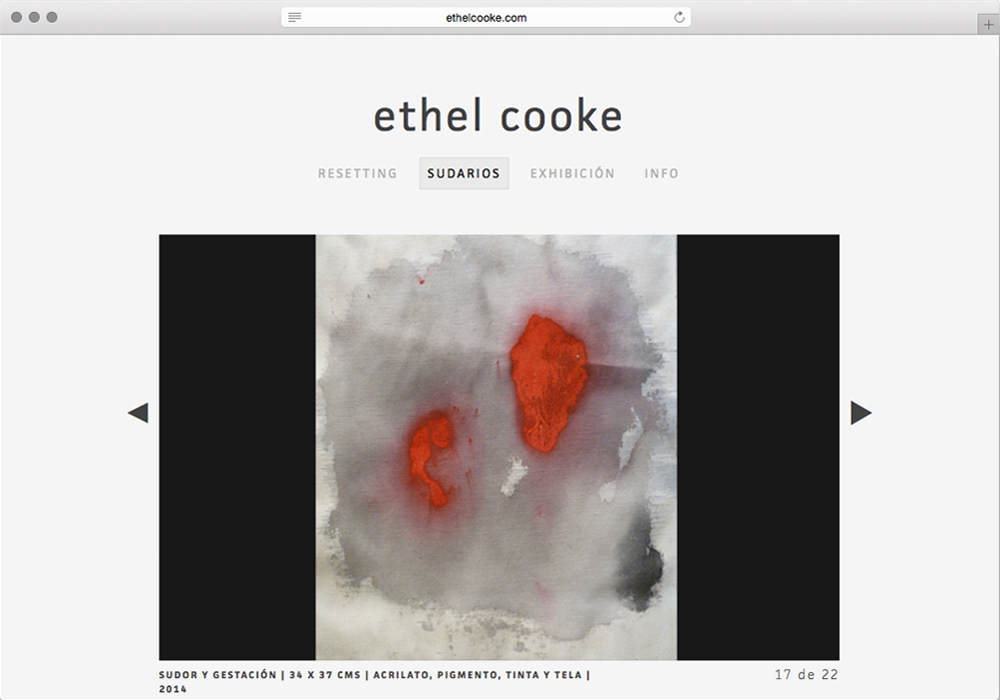 ethelcooke.com
ethel cooke
RESETTING SUDARIOS EXHIBICIÓN INFO
SUDOR Y GESTACIÓN | 34 X 37 CMS | ACRILATO, PIGMENTO, TINTA Y TELA | 17 de 22
2014